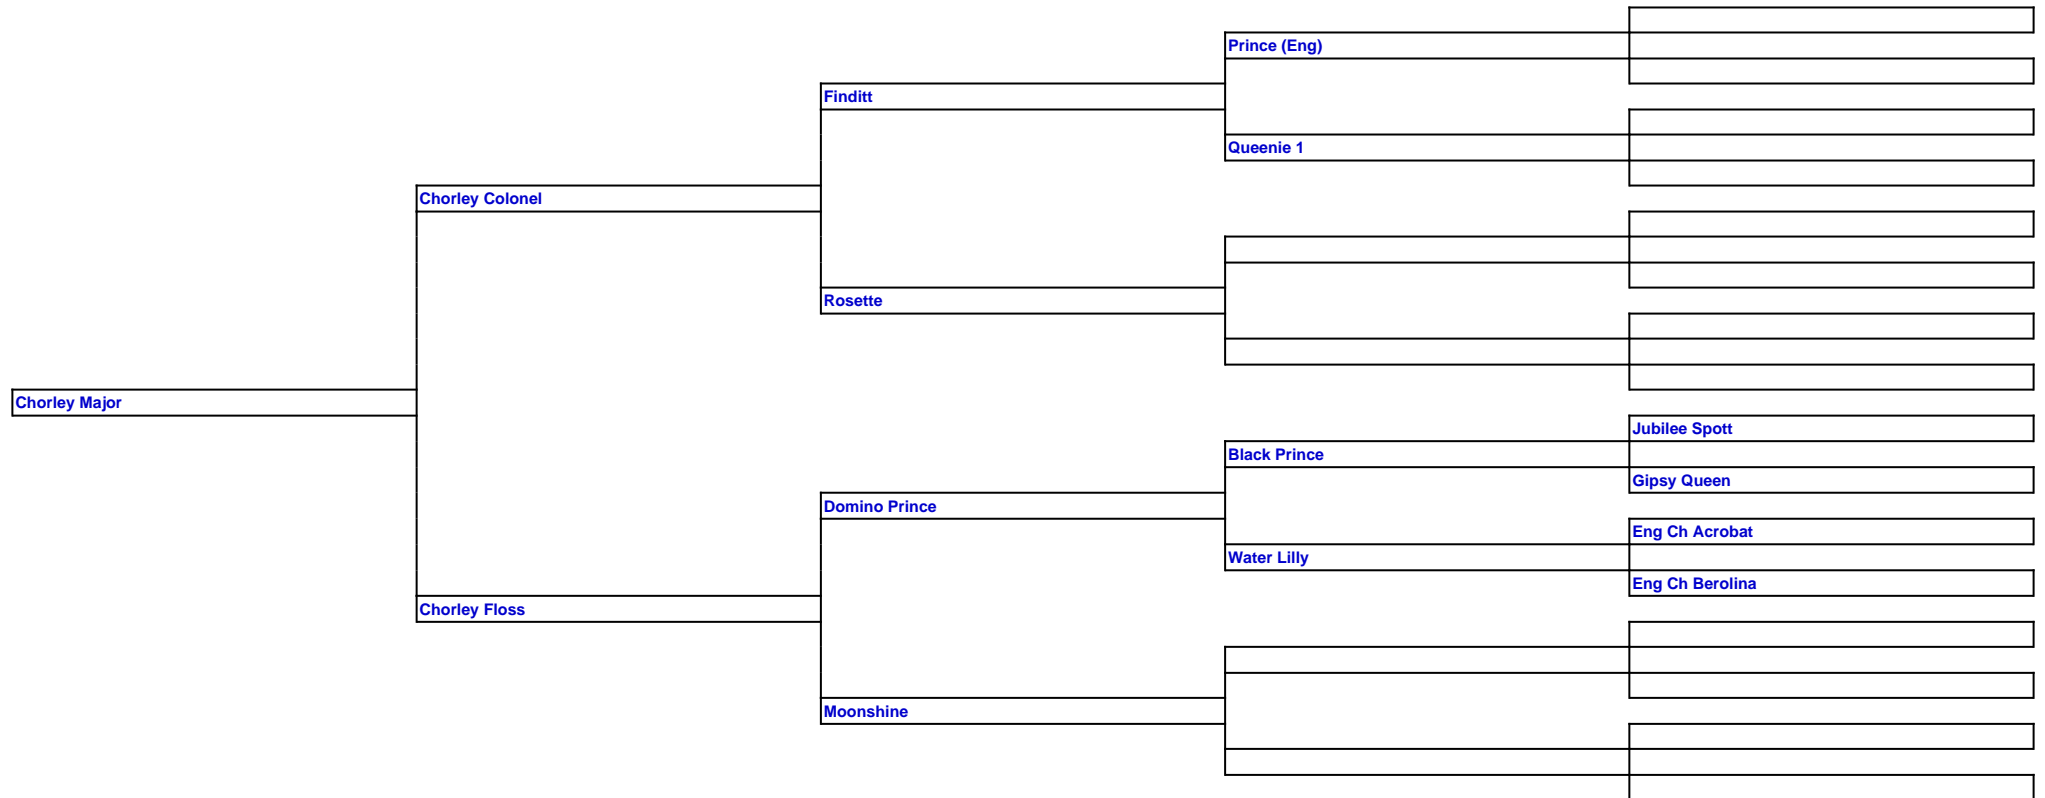 Prince (Eng)
Finditt
Queenie 1
Chorley Colonel
Rosette
Chorley Major
Jubilee Spott
Black Prince
Gipsy Queen
Domino Prince
Eng Ch Acrobat
Water Lilly
Eng Ch Berolina
Chorley Floss
Moonshine